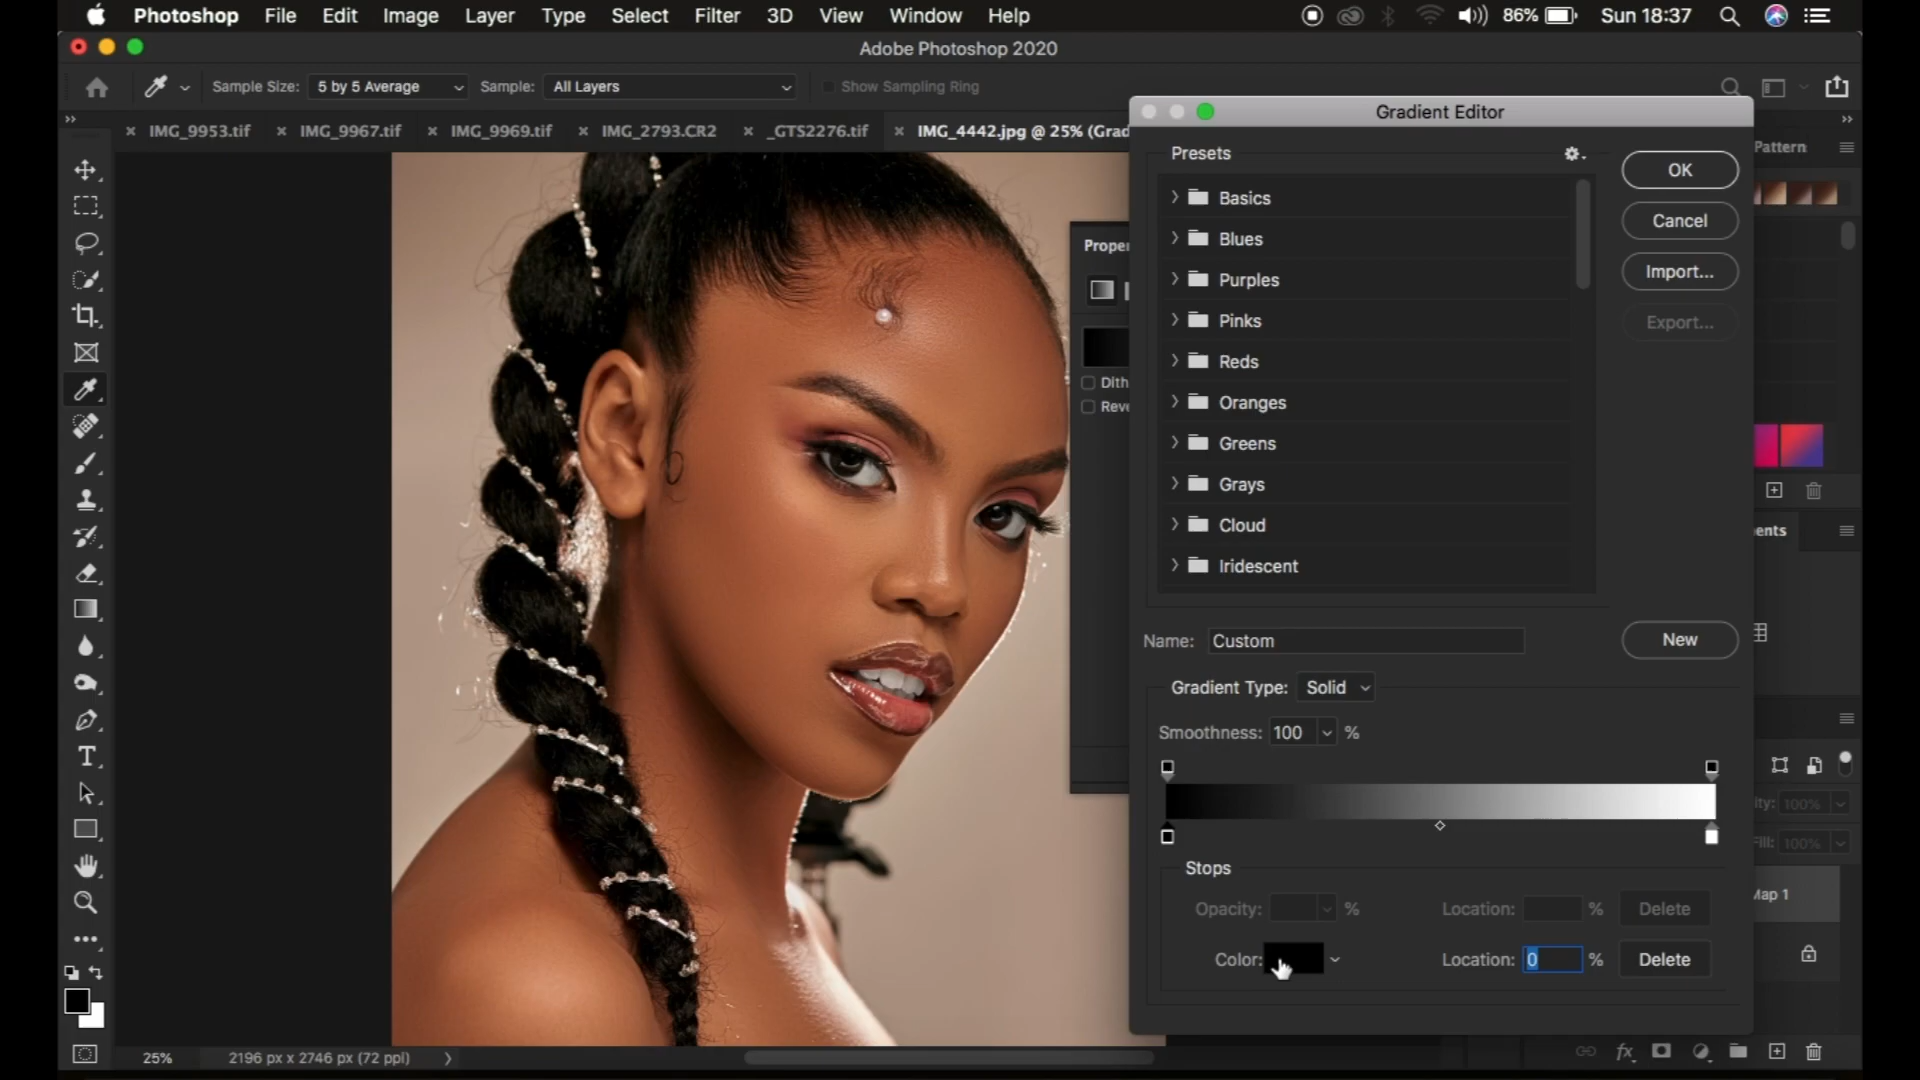 Photoshop File Edit Image Layer Type Select Filter 3D View Window Help 86% Sun 18:37
Adobe Photoshop 2020
Sample Size: 5 by 5 Average Sample: All Layers Show Sampling Ring
IMG_9953.tif IMG_9967.tif IMG_9969.tif IMG_2793.CR2 _GTS2276.tif IMG_4442.jpg @ 25% (Grad
Gradient Editor
Pattern
Presets
OK
Basics
Cancel
Blues
Proper
Import...
Purples
Pinks
Export...
Reds
Dith
Oranges
Reve
Greens
Grays
Cloud
ents
Iridescent
Name: Custom
New
Gradient Type: Solid
Smoothness: 100 %
ity: 100%
Fill: 100%
Stops
Map 1
Opacity: % Location: % Delete
Color: Location: 0 % Delete
25% 2196 px x 2746 px (72 ppi)
fx